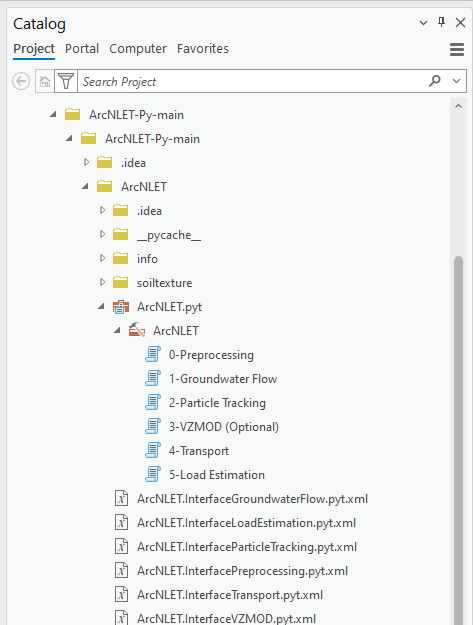 Catalog
Project Portal Computer Favorites
Search Project
ArcNLET-Py-main
ArcNLET-Py-main
.idea
ArcNLET
.idea
__pycache__
info
soiltexture
ArcNLET.pyt
ArcNLET
0-Preprocessing
1-Groundwater Flow
2-Particle Tracking
3-VZMOD (Optional)
4-Transport
5-Load Estimation
ArcNLET.InterfaceGroundwaterFlow.pyt.xml
ArcNLET.InterfaceLoadEstimation.pyt.xml
ArcNLET.InterfaceParticleTracking.pyt.xml
ArcNLET.InterfacePreprocessing.pyt.xml
ArcNLET.InterfaceTransport.pyt.xml
ArcNLET.InterfaceVZMOD.pyt.xml